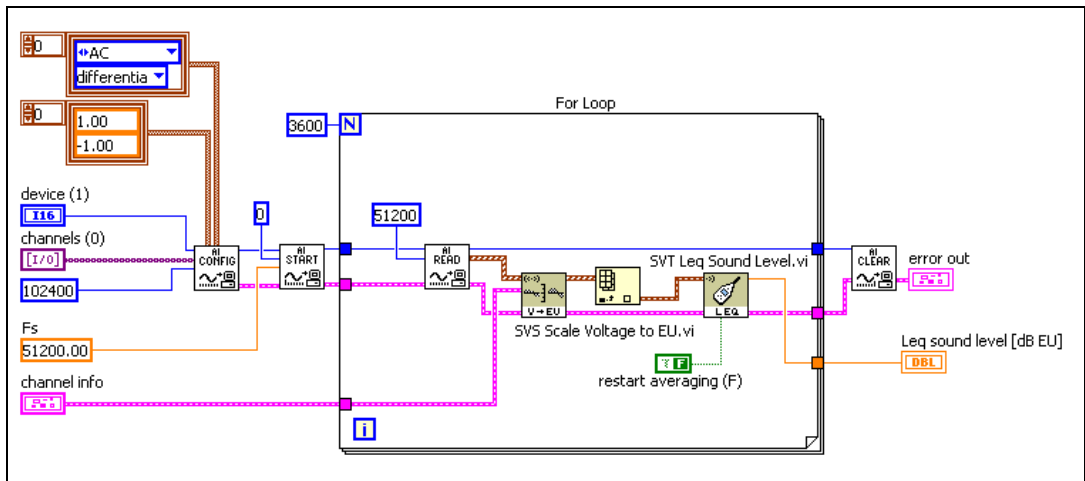 0
AC
differentia
0
1.00
-1.00
For Loop
3600 N
device (1)
I16
0
51200
channels (0)
[I/O]
AI CONFIG
AI START
AI READ
SVT Leq Sound Level.vi
AI CLEAR
error out
102400
V→EU
LEQ
SVS Scale Voltage to EU.vi
Fs
51200.00
Leq sound level [dB EU]
DBL
F
restart averaging (F)
channel info
i